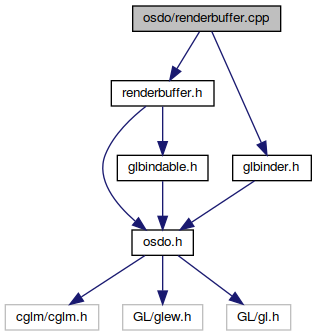 osdo/renderbuffer.cpp
renderbuffer.h
glbindable.h
glbinder.h
osdo.h
cglm/cglm.h
GL/glew.h
GL/gl.h